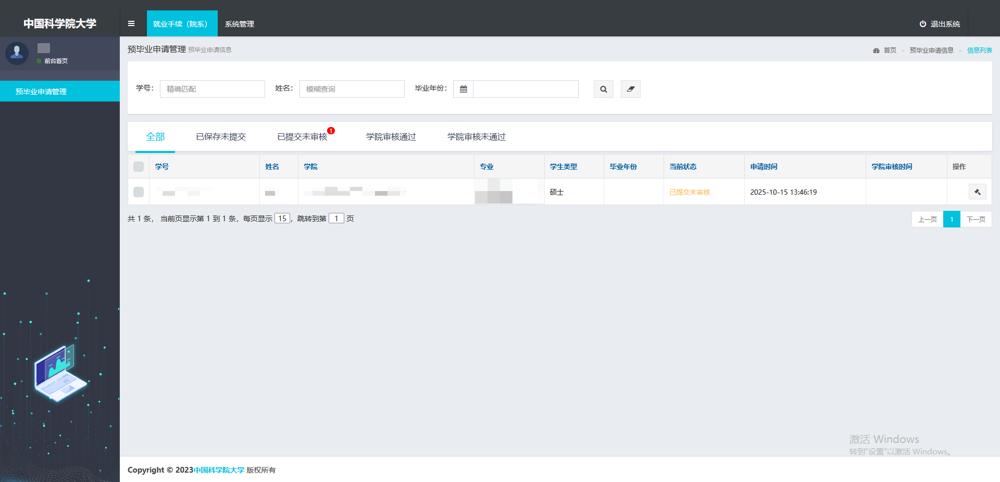 中国科学院大学
就业手续（院系）
系统管理
退出系统
前台首页
预毕业申请管理
预毕业申请管理 预毕业申请信息
首页 > 预毕业申请信息 > 信息列表
学号： 精确匹配 姓名： 模糊查询 毕业年份：
全部 已保存未提交 已提交未审核 1 学院审核通过 学院审核未通过
学号 姓名 学院 专业 学生类型 毕业年份 当前状态 申请时间 学院审核时间 操作
硕士 已提交未审核 2025-10-15 13:46:19
共 1 条， 当前页显示第 1 到 1 条，每页显示 15 ，跳转到第 1 页
上一页 1 下一页
激活 Windows
转到"设置"以激活 Windows。
Copyright © 2023中国科学院大学 版权所有